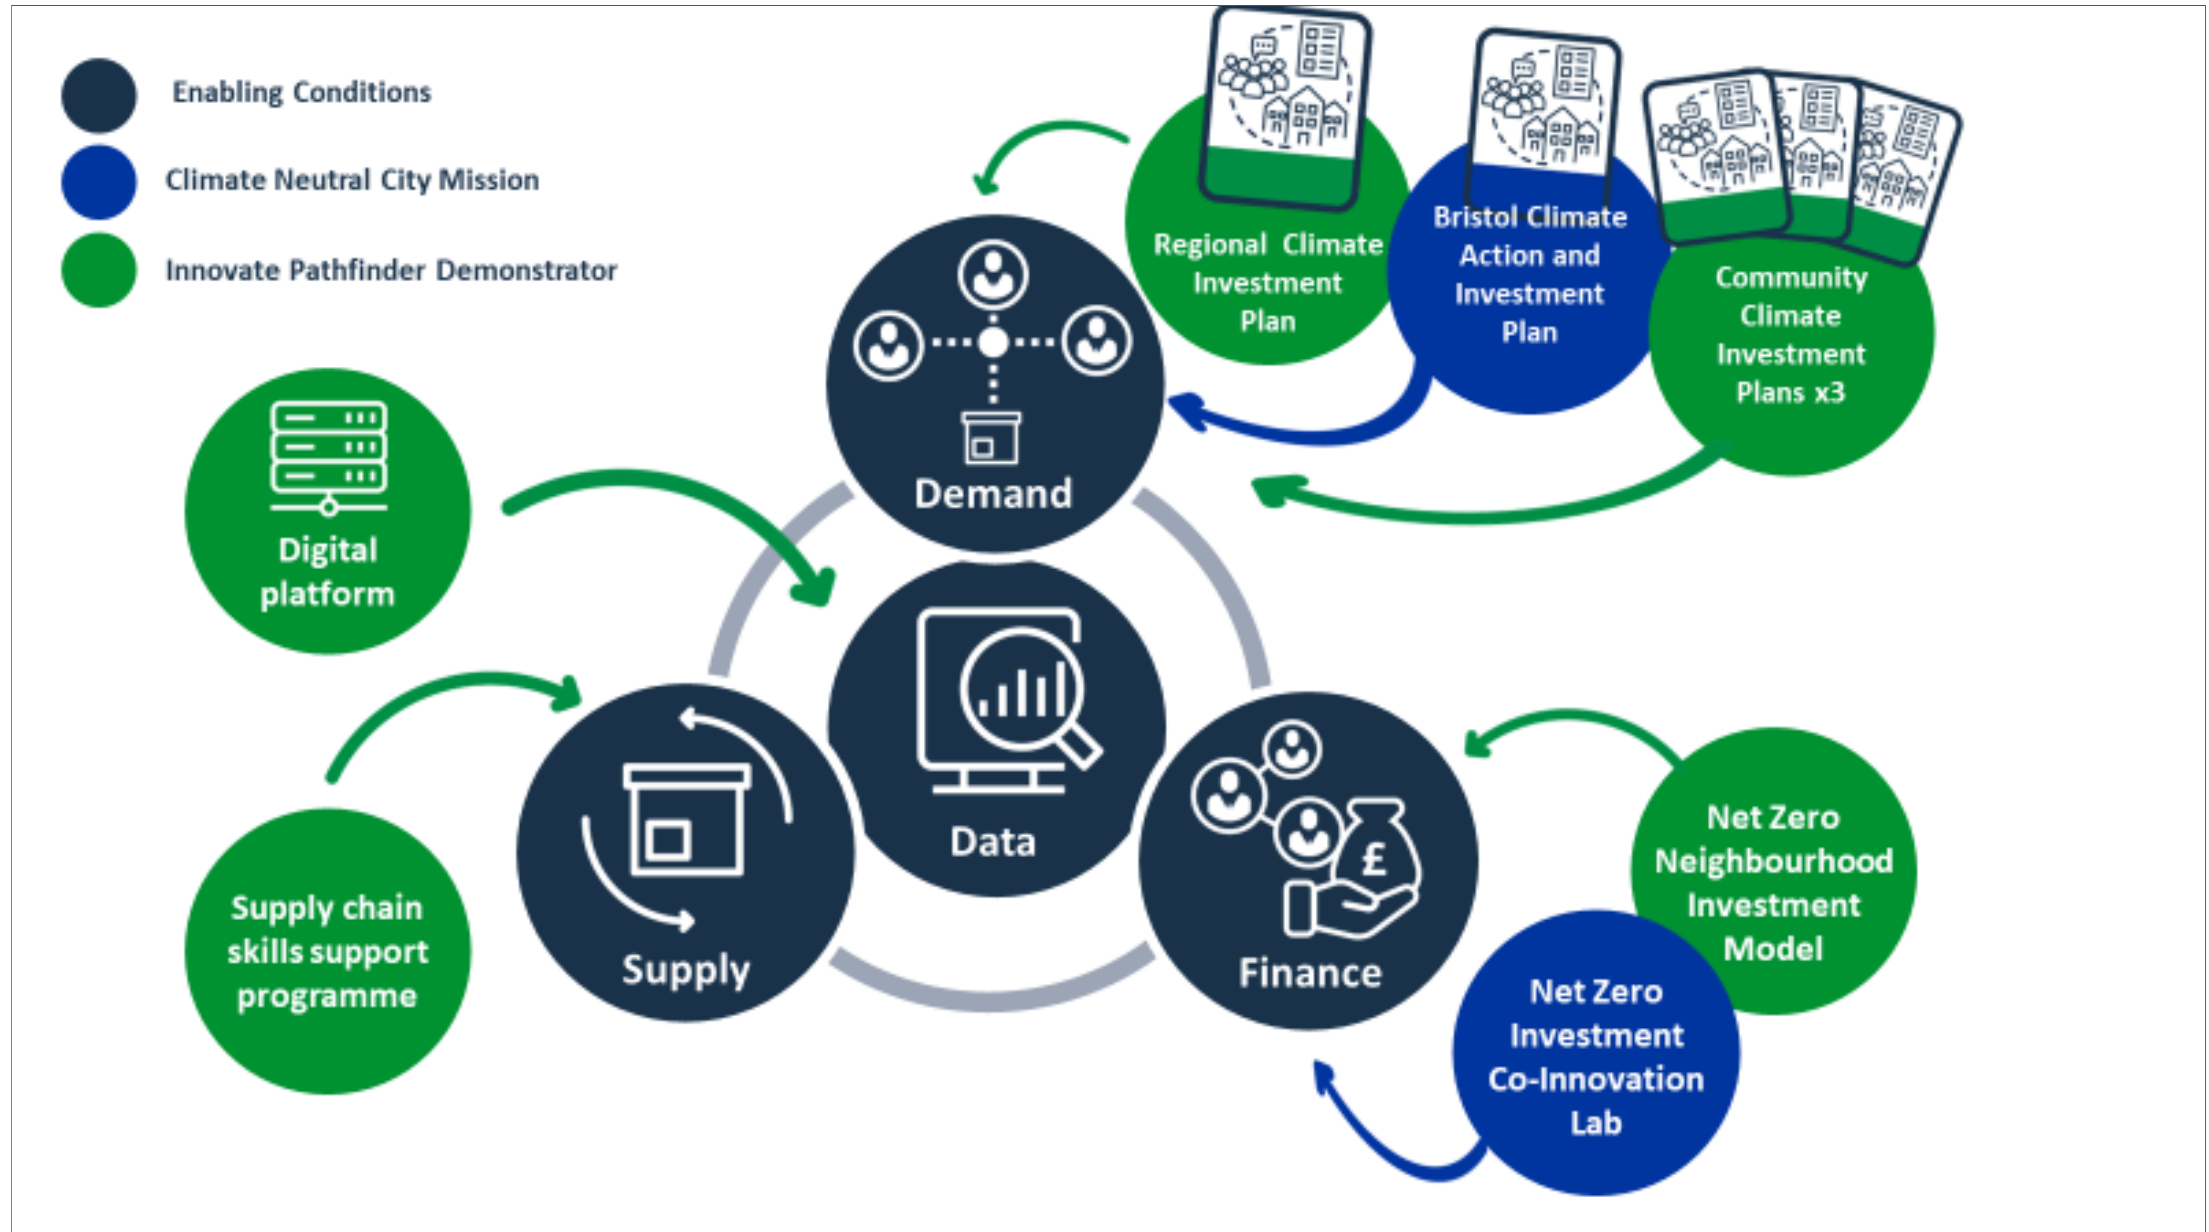 Enabling Conditions
Climate Neutral City Mission
Innovate Pathfinder Demonstrator
Regional Climate
Investment
Plan
Bristol Climate
Action and
Investment
Plan
Community
Climate
Investment
Plans x3
Demand
Digital
platform
Data
Supply
£
Finance
Supply chain
skills support
programme
Net Zero
Neighbourhood
Investment
Model
Net Zero
Investment
Co-Innovation
Lab